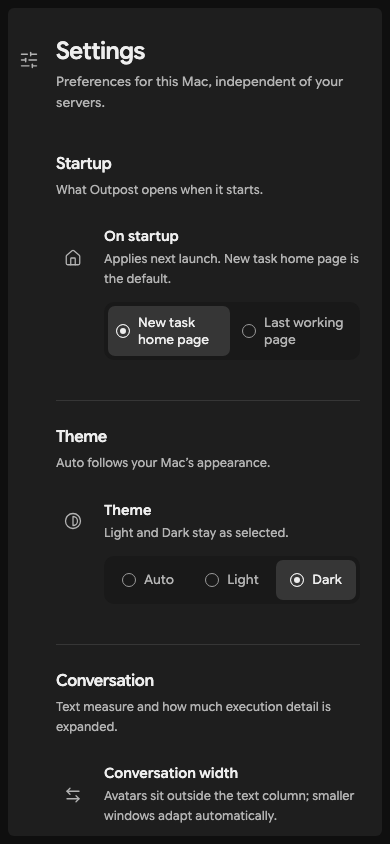 Settings
Preferences for this Mac, independent of your
servers.
Startup
What Outpost opens when it starts.
On startup
Applies next launch. New task home page is
the default.
New task
home page
Last working
page
Theme
Auto follows your Mac’s appearance.
Theme
Light and Dark stay as selected.
Auto
Light
Dark
Conversation
Text measure and how much execution detail is
expanded.
Conversation width
Avatars sit outside the text column; smaller
windows adapt automatically.